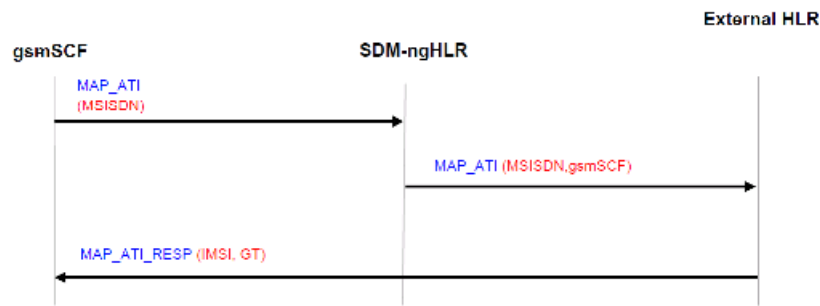 External HLR
gsmSCF
SDM-ngHLR
MAP_ATI
(MSISDN)
MAP_ATI (MSISDN,gsmSCF)
MAP_ATI_RESP (IMSI, GT)